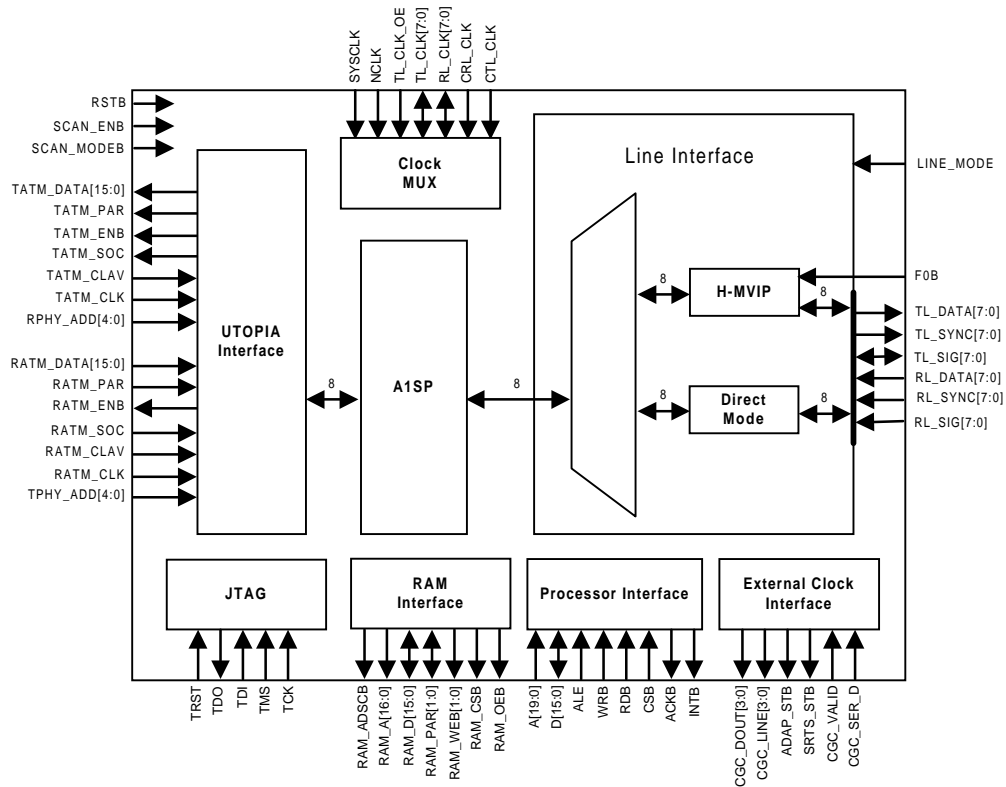 SYSCLK
NCLK
TL_CLK_OE
TL_CLK[7:0]
RL_CLK[7:0]
CRL_CLK
CTL_CLK
RSTB
SCAN_ENB
SCAN_MODEB
Clock
MUX
Line Interface
LINE_MODE
TATM_DATA[15:0]
TATM_PAR
TATM_ENB
TATM_SOC
TATM_CLAV
TATM_CLK
RPHY_ADD[4:0]
RATM_DATA[15:0]
RATM_PAR
RATM_ENB
RATM_SOC
RATM_CLAV
RATM_CLK
TPHY_ADD[4:0]
UTOPIA
Interface
8
A1SP
8
8
H-MVIP
8
8
Direct
Mode
8
F0B
TL_DATA[7:0]
TL_SYNC[7:0]
TL_SIG[7:0]
RL_DATA[7:0]
RL_SYNC[7:0]
RL_SIG[7:0]
JTAG
RAM
Interface
Processor Interface
External Clock
Interface
TRST
TDO
TDI
TMS
TCK
RAM_ADSCB
RAM_A[16:0]
RAM_D[15:0]
RAM_PAR[1:0]
RAM_WEB[1:0]
RAM_CSB
RAM_OEB
A[19:0]
D[15:0]
ALE
WRB
RDB
CSB
ACKB
INTB
CGC_DOUT[3:0]
CGC_LINE[3:0]
ADAP_STB
SRTS_STB
CGC_VALID
CGC_SER_D